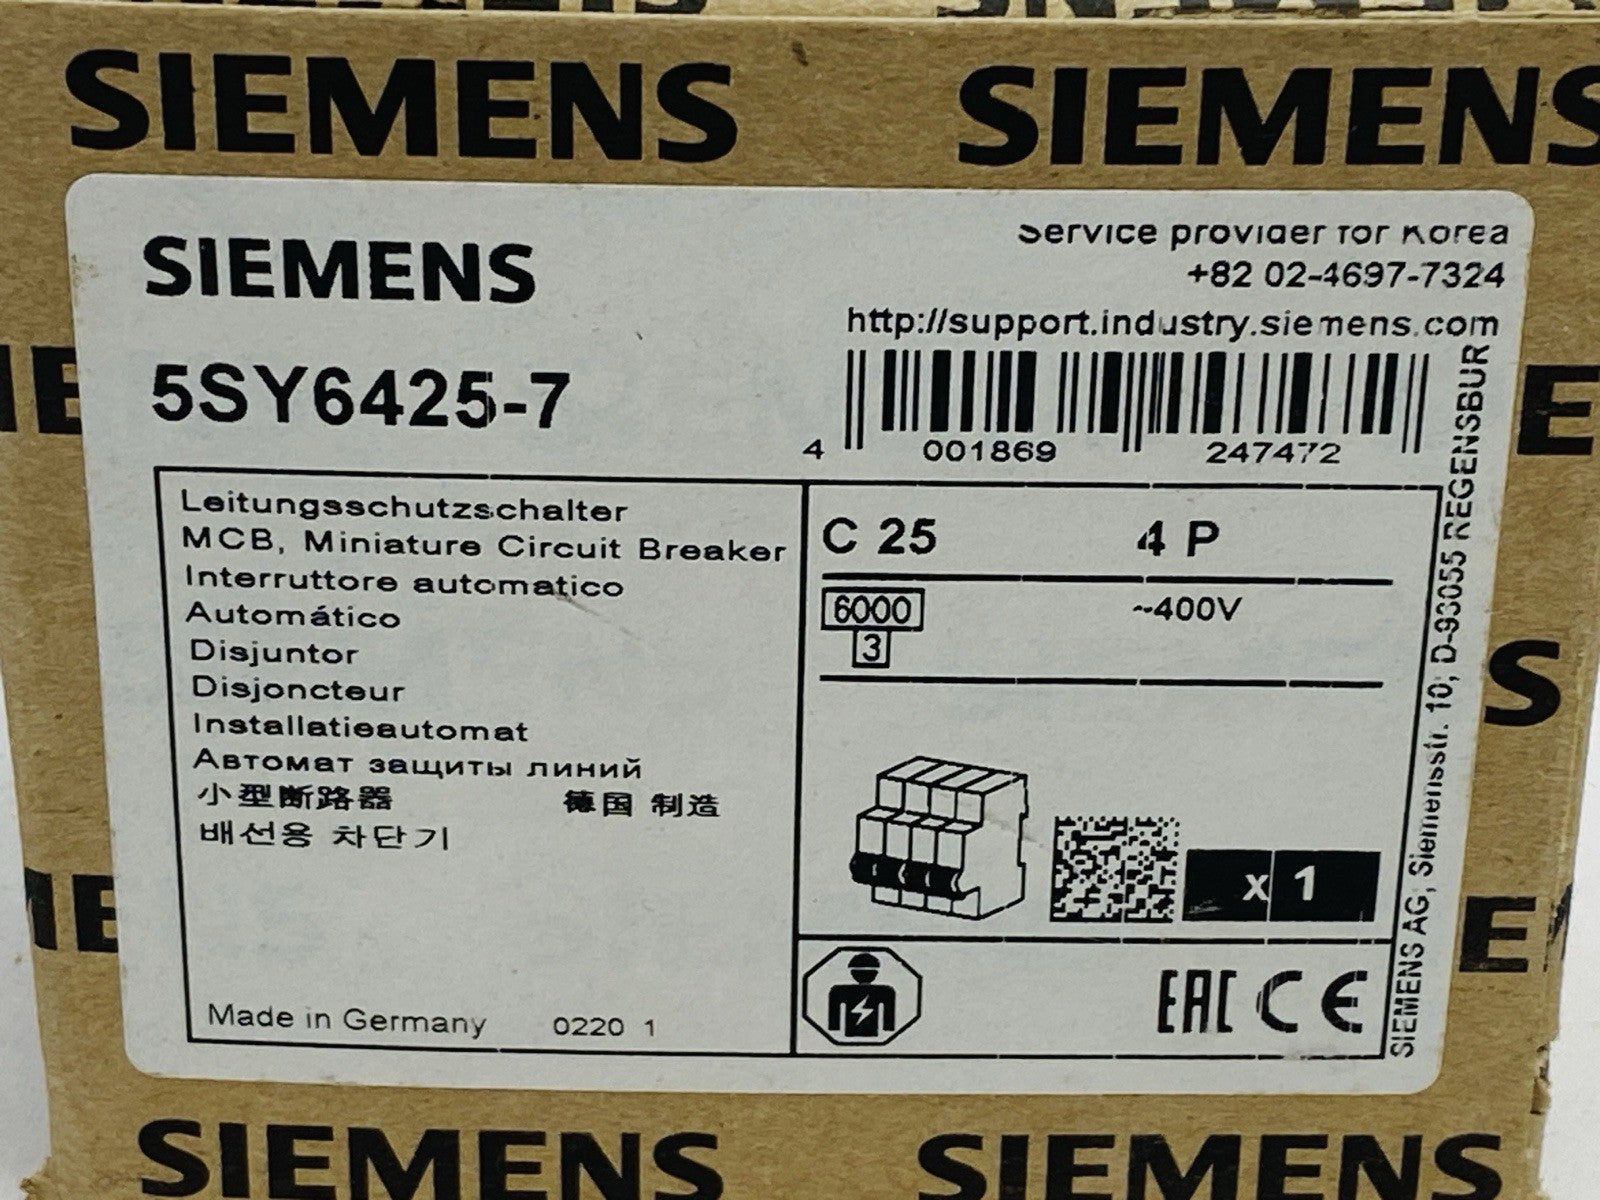 SIEMENS SIEMENS
SIEMENS
Service provider for Korea
+82 02-4697-7324
http://support.industry.siemens.com
5SY6425-7
4 001869 247472
Leitungsschutzschalter
MCB, Miniature Circuit Breaker
Interruttore automatico
Automático
Disjuntor
Disjoncteur
Installatieautomat
Автомат защиты линий
小型断路器 德国 制造
배선용 차단기
Made in Germany 0220 1
C 25 4 P
6000 ~400V
3
x 1
EAC CE
SIEMENS AG, Siemensstr. 10, D-93055 REGENSBUR
SIEMENS SIEMENS